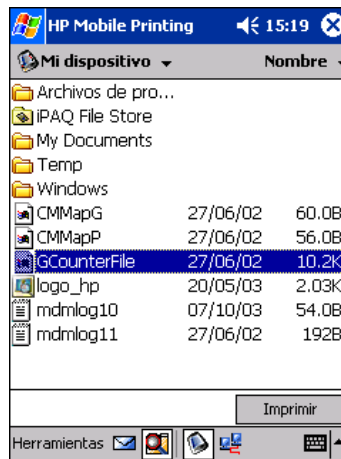 HP Mobile Printing 15:19
Mi dispositivo Nombre
Archivos de pro...
iPAQ File Store
My Documents
Temp
Windows
CMMapG 27/06/02 60.0B
CMMapP 27/06/02 56.0B
GCounterFile 27/06/02 10.2K
logo_hp 20/05/03 2.03K
mdmlog10 07/10/03 54.0B
mdmlog11 27/06/02 192B
Imprimir
Herramientas